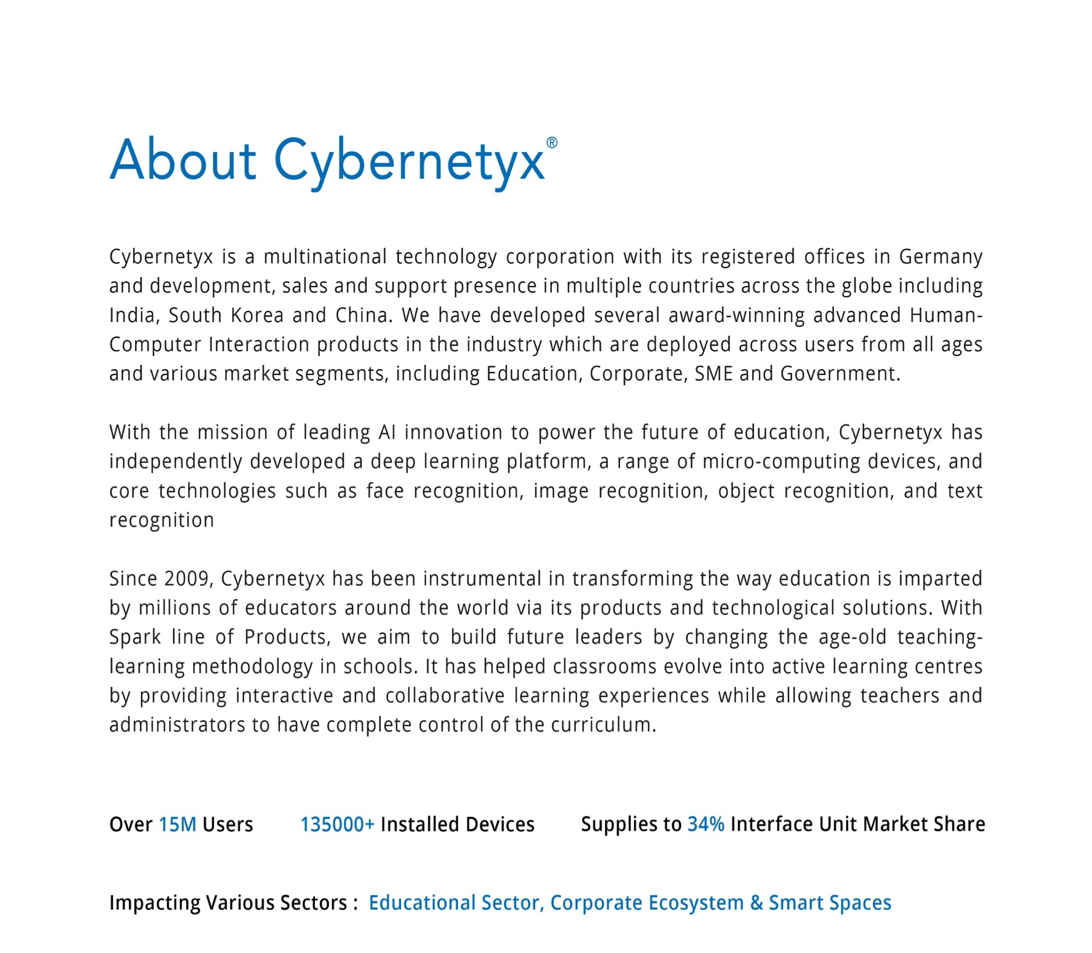 About Cybernetyx®
Cybernetyx is a multinational technology corporation with its registered offices in Germany
and development, sales and support presence in multiple countries across the globe including
India, South Korea and China. We have developed several award-winning advanced Human-
Computer Interaction products in the industry which are deployed across users from all ages
and various market segments, including Education, Corporate, SME and Government.
With the mission of leading AI innovation to power the future of education, Cybernetyx has
independently developed a deep learning platform, a range of micro-computing devices, and
core technologies such as face recognition, image recognition, object recognition, and text
recognition
Since 2009, Cybernetyx has been instrumental in transforming the way education is imparted
by millions of educators around the world via its products and technological solutions. With
Spark line of Products, we aim to build future leaders by changing the age-old teaching-
learning methodology in schools. It has helped classrooms evolve into active learning centres
by providing interactive and collaborative learning experiences while allowing teachers and
administrators to have complete control of the curriculum.
Over 15M Users 135000+ Installed Devices Supplies to 34% Interface Unit Market Share
Impacting Various Sectors : Educational Sector, Corporate Ecosystem & Smart Spaces